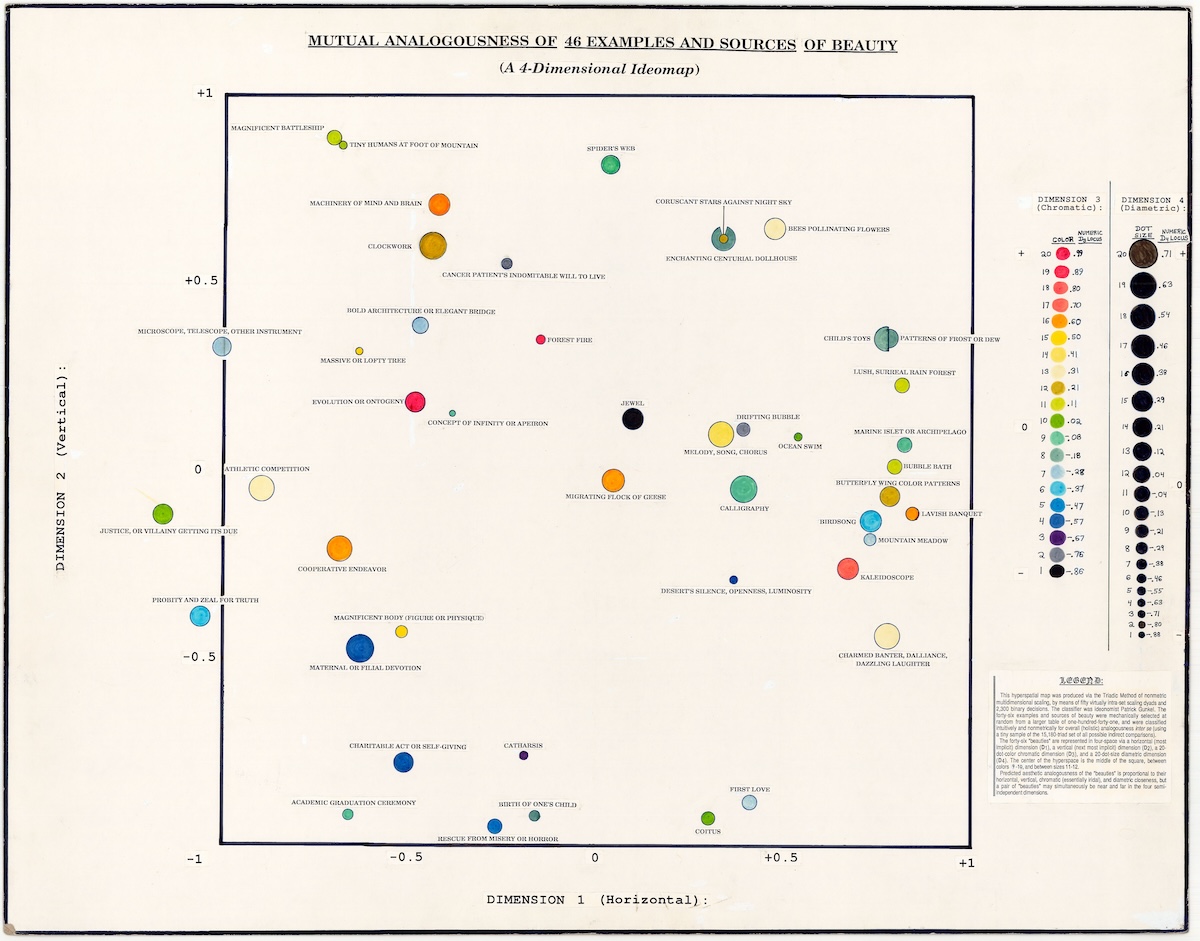 MUTUAL ANALOGOUSNESS OF 46 EXAMPLES AND SOURCES OF BEAUTY
(A 4-Dimensional Ideomap)
+1
MAGNIFICENT BATTLESHIP
TINY HUMANS AT FOOT OF MOUNTAIN
SPIDER'S WEB
MACHINERY OF MIND AND BRAIN
CORUSCANT STARS AGAINST NIGHT SKY
BEES POLLINATING FLOWERS
CLOCKWORK
ENCHANTING CENTURIAL DOLLHOUSE
CANCER PATIENT'S INDOMITABLE WILL TO LIVE
+0.5
BOLD ARCHITECTURE OR ELEGANT BRIDGE
MICROSCOPE, TELESCOPE, OTHER INSTRUMENT
FOREST FIRE
CHILD'S TOYS
PATTERNS OF FROST OR DEW
MASSIVE OR LOFTY TREE
LUSH, SURREAL RAIN FOREST
EVOLUTION OR ONTOGENY
JEWEL
CONCEPT OF INFINITY OR APEIRON
DRIFTING BUBBLE
MELODY, SONG, CHORUS
OCEAN SWIM
MARINE ISLET OR ARCHIPELAGO
0
ATHLETIC COMPETITION
BUBBLE BATH
BUTTERFLY WING COLOR PATTERNS
MIGRATING FLOCK OF GEESE
CALLIGRAPHY
LAVISH BANQUET
BIRDSONG
JUSTICE, OR VILLAINY GETTING ITS DUE
MOUNTAIN MEADOW
COOPERATIVE ENDEAVOR
KALEIDOSCOPE
DESERT'S SILENCE, OPENNESS, LUMINOSITY
PROBITY AND ZEAL FOR TRUTH
MAGNIFICENT BODY (FIGURE OR PHYSIQUE)
-0.5
MATERNAL OR FILIAL DEVOTION
CHARMED BANTER, DALLIANCE,
DAZZLING LAUGHTER
CHARITABLE ACT OR SELF-GIVING
CATHARSIS
FIRST LOVE
ACADEMIC GRADUATION CEREMONY
BIRTH OF ONE'S CHILD
COITUS
RESCUE FROM MISERY OR HORROR
-1
-0.5
0
+0.5
+1
DIMENSION 2 (Vertical):
DIMENSION 1 (Horizontal):
DIMENSION 3
(Chromatic):
COLOR NUMERIC D3 LOCUS
+ 20 .99
19 .89
18 .80
17 .70
16 .60
15 .50
14 .41
13 .31
12 .21
11 .11
0
10 .02
9 -.08
8 -.18
7 -.28
6 -.37
5 -.47
4 -.57
3 -.67
2 -.76
- 1 -.86
DIMENSION 4
(Diametric):
DOT SIZE NUMERIC D4 LOCUS
20 .71 +
19 .63
18 .54
17 .46
16 .38
15 .29
14 .21
13 .12
12 .04
0
11 -.04
10 -.13
9 -.21
8 -.29
7 -.38
6 -.46
5 -.55
4 -.63
3 -.71
2 -.80
1 -.88 -
LEGEND:
This hyperspatial map was produced via the Triadic Method of nonmetric
multidimensional scaling, by means of fifty virtually intra-set scaling dyads and
2,300 binary decisions. The classifier was ideonomist Patrick Gunkel. The
forty-six examples and sources of beauty were mechanically selected at
random from a larger table of one-hundred-forty-one, and were classified
intuitively and nonmetrically for overall (holistic) analogousness inter se (using
a tiny sample of the 15,180-triad set of all possible indirect comparisons).
The forty-six "beauties" are represented in four-space via a horizontal (most
implicit) dimension (D1), a vertical (next most implicit) dimension (D2), a 20-
dot-color chromatic dimension (D3), and a 20-dot-size diametric dimension
(D4). The center of the hyperspace is the middle of the square, between
colors 9-10, and between sizes 11-12.
Predicted aesthetic analogousness of the "beauties" is proportional to their
horizontal, vertical, chromatic (essentially iridal), and diametric closeness, but
a pair of "beauties" may simultaneously be near and far in the four semi-
independent dimensions.